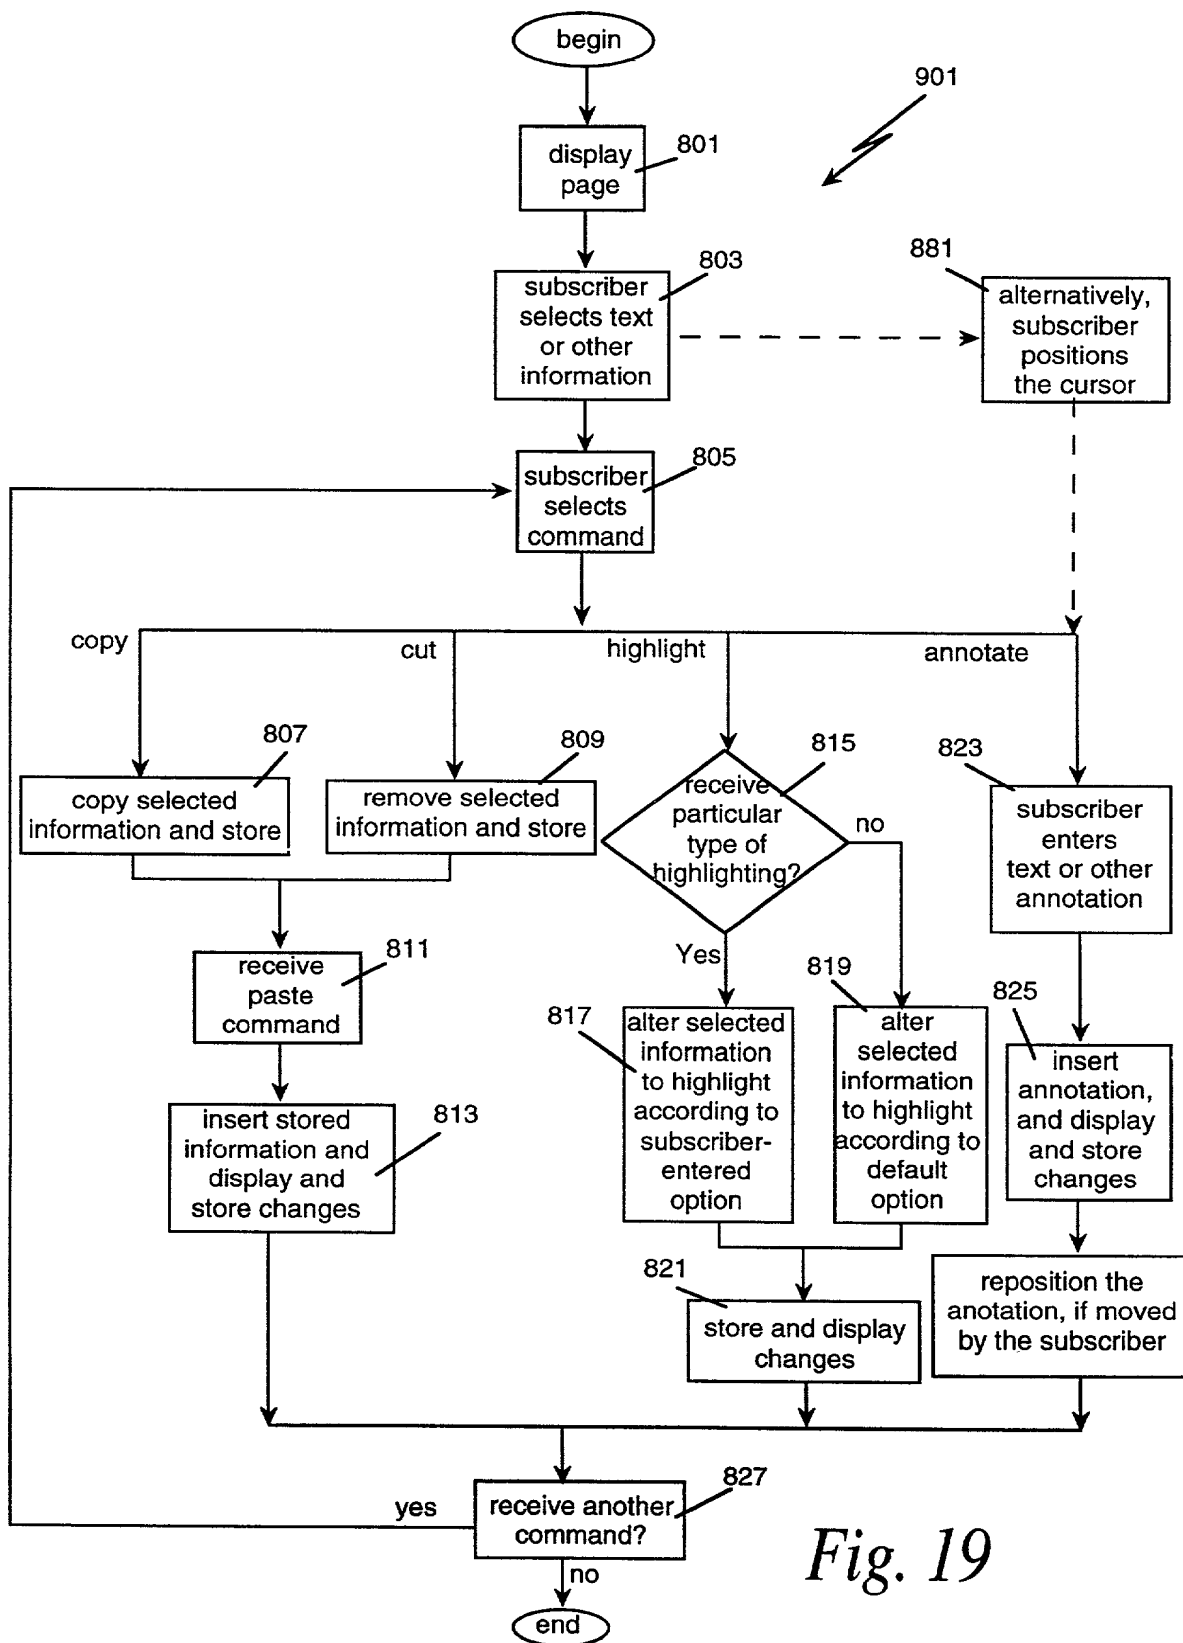 begin
901
display
page
801
subscriber
selects text
or other
information
803
881
alternatively,
subscriber
positions
the cursor
subscriber
selects
command
805
copy
cut
highlight
annotate
807
copy selected
information and store
809
remove selected
information and store
815
receive
particular
type of
highlighting?
no
Yes
823
subscriber
enters
text or other
annotation
811
receive
paste
command
817
alter selected
information
to highlight
according to
subscriber-
entered
option
819
alter
selected
information
to highlight
according to
default
option
825
insert
annotation,
and display
and store
changes
813
insert stored
information and
display and
store changes
821
store and display
changes
reposition the
anotation, if moved
by the subscriber
827
receive another
command?
yes
no
end
Fig. 19